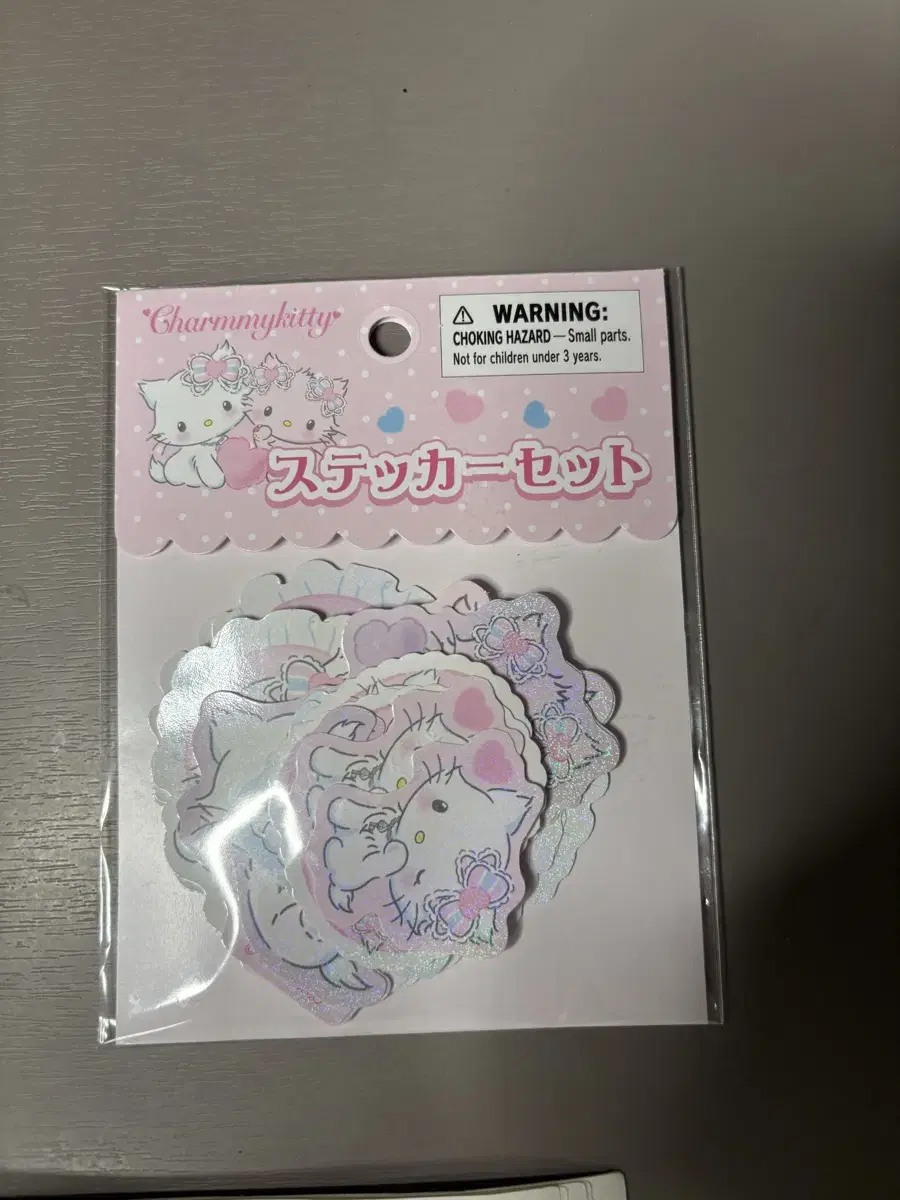 Charmmykitty
⚠ WARNING:
CHOKING HAZARD — Small parts.
Not for children under 3 years.
ステッカーセット